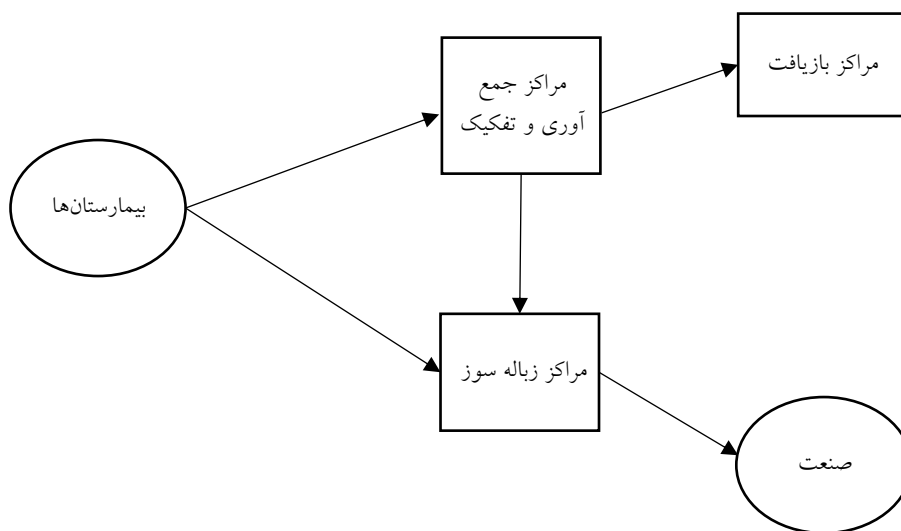 مراکز بازیافت
مراکز جمع
آوری و تفکیک
بیمارستان‌ها
مراکز زباله سوز
صنعت